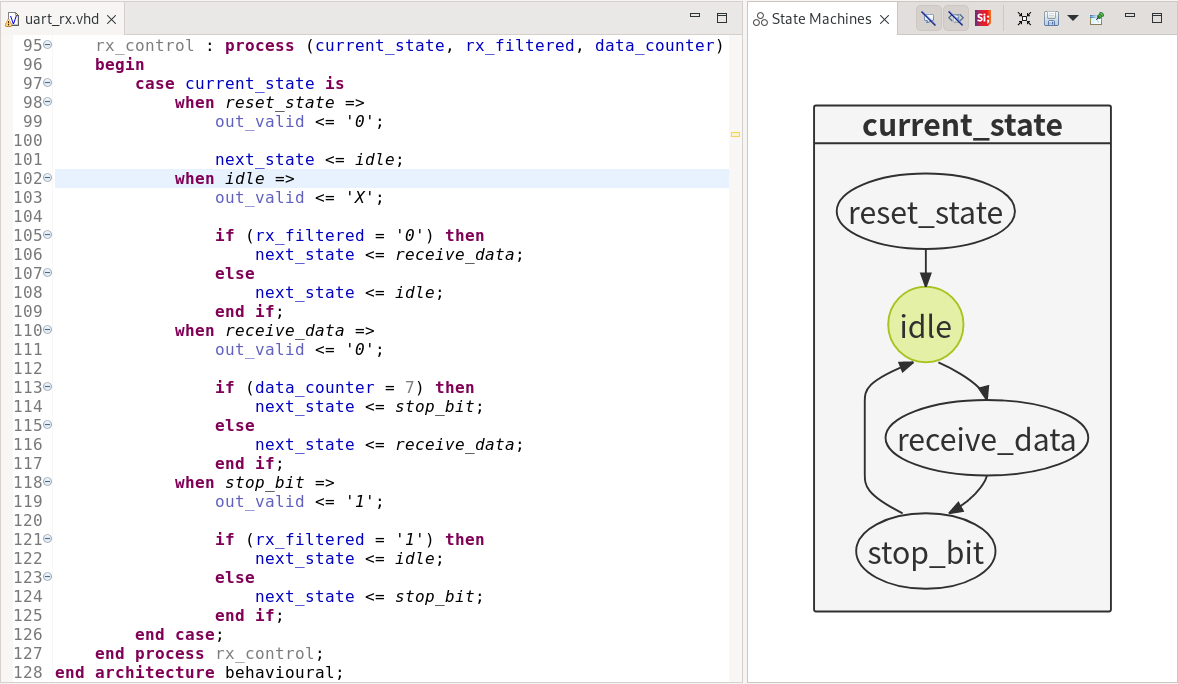 uart_rx.vhd
95 rx_control : process (current_state, rx_filtered, data_counter)
96 begin
97 case current_state is
98 when reset_state =>
99 out_valid <= '0';
100
101 next_state <= idle;
102 when idle =>
103 out_valid <= 'X';
104
105 if (rx_filtered = '0') then
106 next_state <= receive_data;
107 else
108 next_state <= idle;
109 end if;
110 when receive_data =>
111 out_valid <= '0';
112
113 if (data_counter = 7) then
114 next_state <= stop_bit;
115 else
116 next_state <= receive_data;
117 end if;
118 when stop_bit =>
119 out_valid <= '1';
120
121 if (rx_filtered = '1') then
122 next_state <= idle;
123 else
124 next_state <= stop_bit;
125 end if;
126 end case;
127 end process rx_control;
128 end architecture behavioural;
State Machines
Si:
current_state
reset_state
idle
receive_data
stop_bit